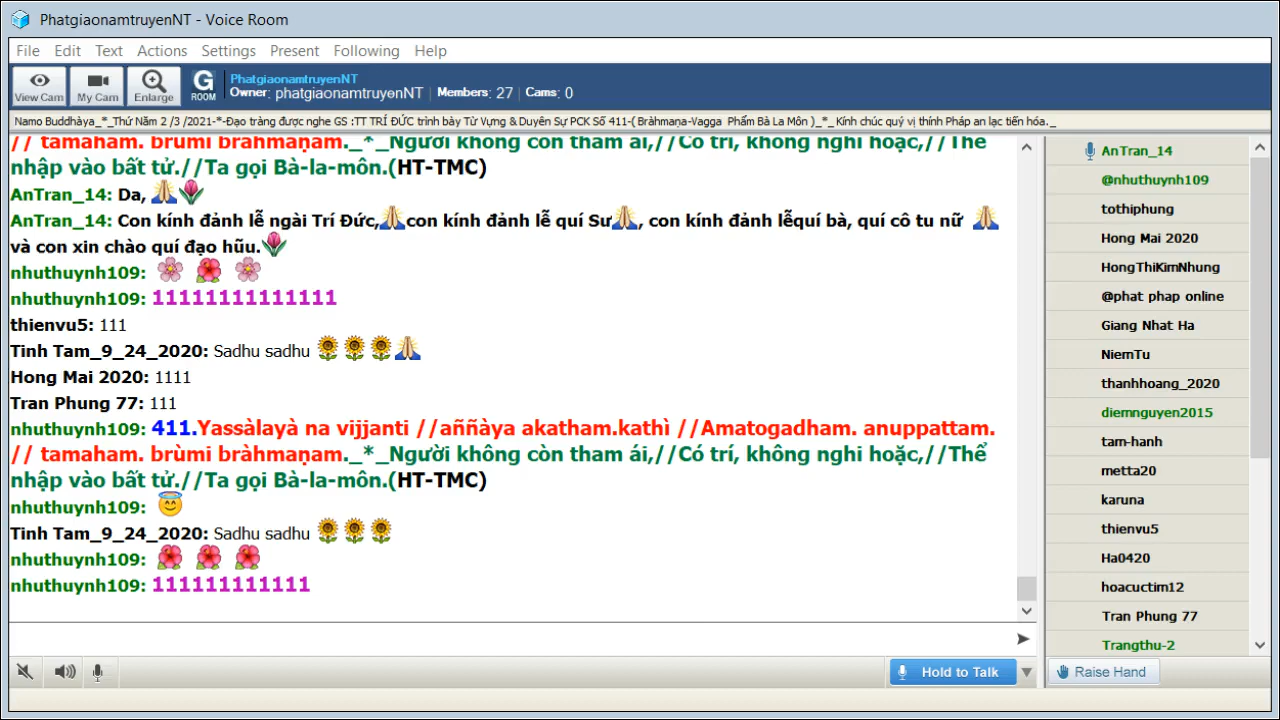 PhatgiaonamtruyenNT - Voice Room
File Edit Text Actions Settings Present Following Help
View Cam My Cam Enlarge G ROOM
PhatgiaonamtruyenNT
Owner: phatgiaonamtruyenNT Members: 27 Cams: 0
Namo Buddhàya_*_Thứ Năm 2 /3 /2021-*-Đạo tràng được nghe GS :TT TRÍ ĐỨC trình bày Từ Vựng & Duyên Sự PCK Số 411-( Bràhmaṇa-Vagga Phẩm Bà La Môn )_*_ Kính chúc quý vị thính Pháp an lạc tiến hóa._
// tamaham. brùmi bràhmaṇam._*_Người không còn tham ái,//Có trí, không nghi hoặc,//Thể
nhập vào bất tử.//Ta gọi Bà-la-môn.(HT-TMC)
AnTran_14: Da,
AnTran_14: Con kính đảnh lễ ngài Trí Đức,con kính đảnh lễ quí Sư, con kính đảnh lễquí bà, quí cô tu nữ
và con xin chào quí đạo hũu.
nhuthuynh109:
nhuthuynh109: 11111111111111
thienvu5: 111
Tinh Tam_9_24_2020: Sadhu sadhu
Hong Mai 2020: 1111
Tran Phung 77: 111
nhuthuynh109: 411.Yassàlayà na vijjanti //aññàya akatham.kathì //Amatogadham. anuppattam.
// tamaham. brùmi bràhmaṇam._*_Người không còn tham ái,//Có trí, không nghi hoặc,//Thể
nhập vào bất tử.//Ta gọi Bà-la-môn.(HT-TMC)
nhuthuynh109:
Tinh Tam_9_24_2020: Sadhu sadhu
nhuthuynh109:
nhuthuynh109: 111111111111
AnTran_14
@nhuthuynh109
tothiphung
Hong Mai 2020
HongThiKimNhung
@phat phap online
Giang Nhat Ha
NiemTu
thanhhoang_2020
diemnguyen2015
tam-hanh
metta20
karuna
thienvu5
Ha0420
hoacuctim12
Tran Phung 77
Trangthu-2
Hold to Talk
Raise Hand